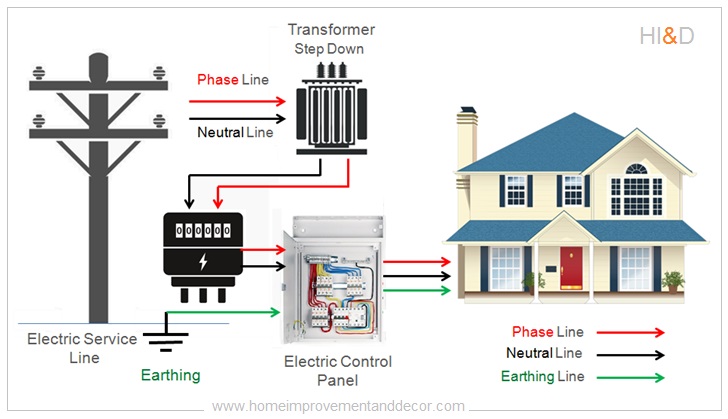 Transformer
Step Down
HI&D
Phase Line
Neutral Line
000000
Electric Service
Line
Earthing
Electric Control
Panel
Phase Line
Neutral Line
Earthing Line
www.homeimprovementanddecor.com